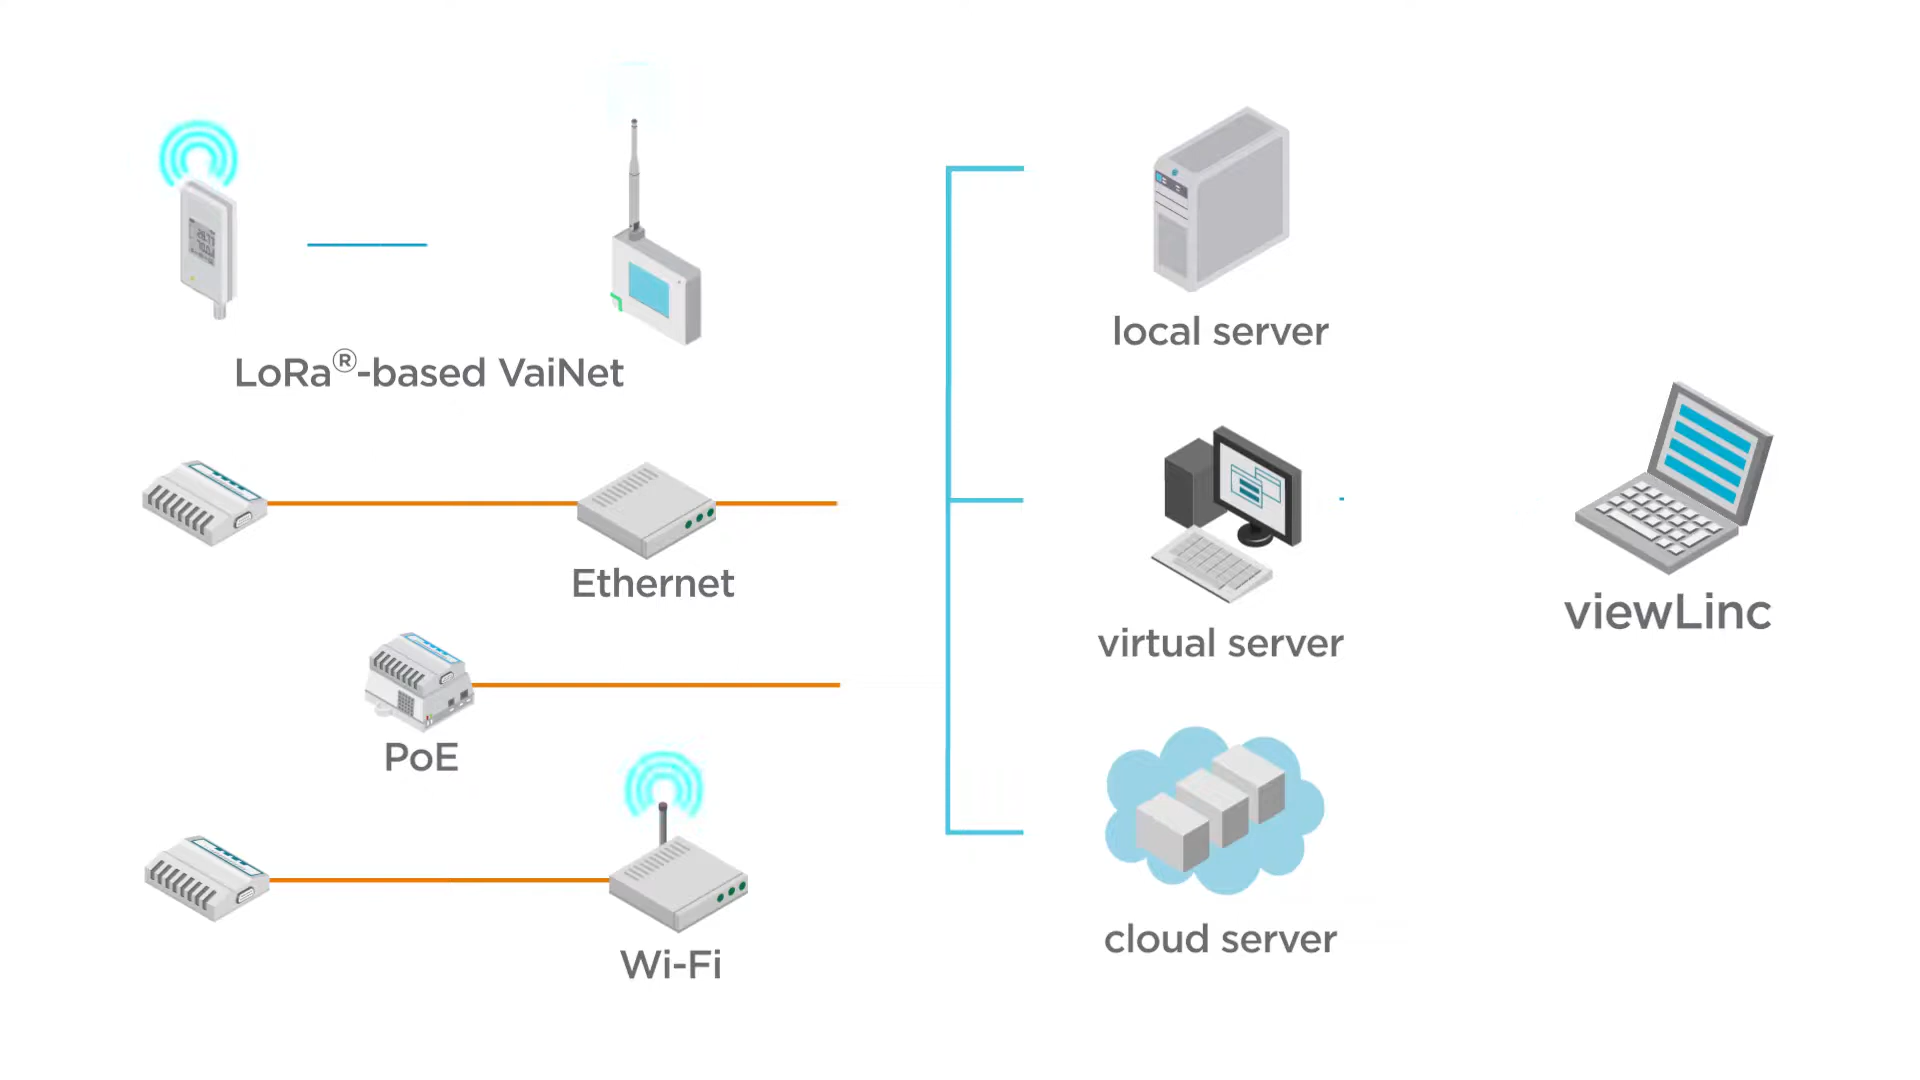 LoRa®-based VaiNet
Ethernet
PoE
Wi-Fi
local server
virtual server
cloud server
viewLinc